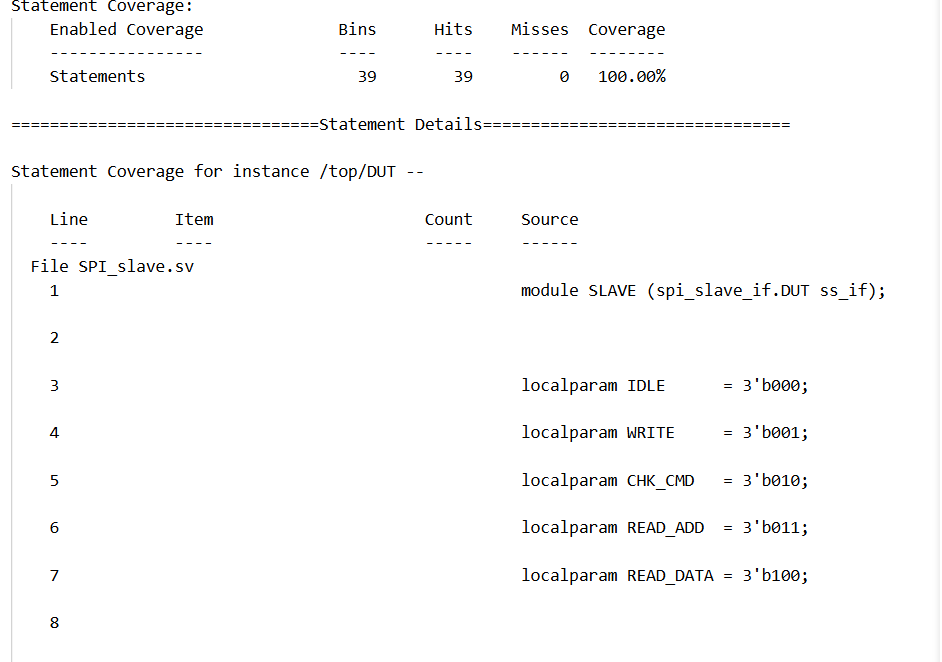 Statement Coverage:
    Enabled Coverage              Bins      Hits    Misses  Coverage
    ----------------              ----      ----    ------  --------
    Statements                      39        39         0   100.00%
================================Statement Details================================
Statement Coverage for instance /top/DUT --
    Line         Item                      Count     Source
    ----         ----                      -----     ------
  File SPI_slave.sv
    1                                                module SLAVE (spi_slave_if.DUT ss_if);
    2
    3                                                localparam IDLE      = 3'b000;
    4                                                localparam WRITE     = 3'b001;
    5                                                localparam CHK_CMD   = 3'b010;
    6                                                localparam READ_ADD  = 3'b011;
    7                                                localparam READ_DATA = 3'b100;
    8